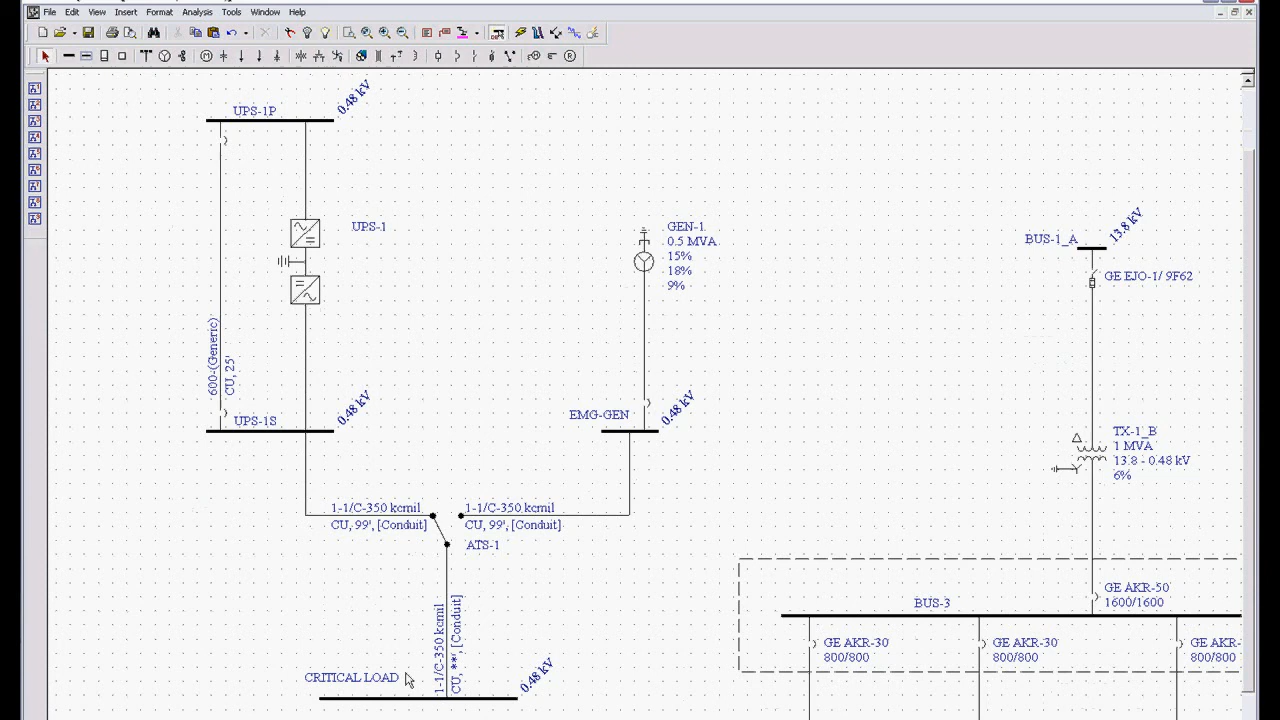 File Edit View Insert Format Analysis Tools Window Help
UPS-1P
0.48 kV
UPS-1
GEN-1
0.5 MVA
15%
18%
9%
BUS-1_A
13.8 kV
GE EJO-1/ 9F62
600-(Generic)
CU, 25'
UPS-1S
0.48 kV
EMG-GEN
0.48 kV
TX-1_B
1 MVA
13.8 - 0.48 kV
6%
1-1/C-350 kcmil
CU, 99', [Conduit]
1-1/C-350 kcmil
CU, 99', [Conduit]
ATS-1
GE AKR-50
1600/1600
BUS-3
GE AKR-30
800/800
GE AKR-30
800/800
GE AKR-
800/800
1-1/C-350 kcmil
CU, **', [Conduit]
CRITICAL LOAD
0.48 kV